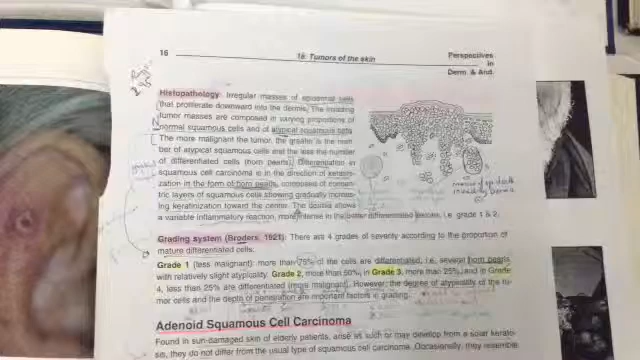 16
16: Tumors of the skin
Perspectives
in
Derm. & And.
Histopathology: Irregular masses of epidermal cells
that proliferate downward into the dermis. The invading
tumor masses are composed in varying proportions of
normal squamous cells and of atypical squamous cells.
The more malignant the tumor, the greater is the num-
ber of atypical squamous cells and the less the number
of differentiated cells (horn pearls). Differentiation in
squamous cell carcinoma is in the direction of keratini-
zation in the form of horn pearls, composed of concen-
tric layers of squamous cells showing gradually increas-
ing keratinization toward the center. The dermis shows
a variable inflammatory reaction, more intense in the better differentiated lesions, i.e. grade 1 & 2.
Grading system (Broders, 1921): There are 4 grades of severity according to the proportion of
mature differentiated cells.
Grade 1 (less malignant): more than 75% of the cells are differentiated, i.e. several horn pearls
with relatively slight atypicality. Grade 2, more than 50%, in Grade 3, more than 25%, and in Grade
4, less than 25% are differentiated (more malignant). However, the degree of atypicality of the tu-
mor cells and the depth of penetration are important factors in grading.
Adenoid Squamous Cell Carcinoma
Found in sun-damaged skin of elderly patients, arise as such or may develop from a solar kerato-
sis, they do not differ from the usual type of squamous cell carcinoma. Occasionally, they resemble